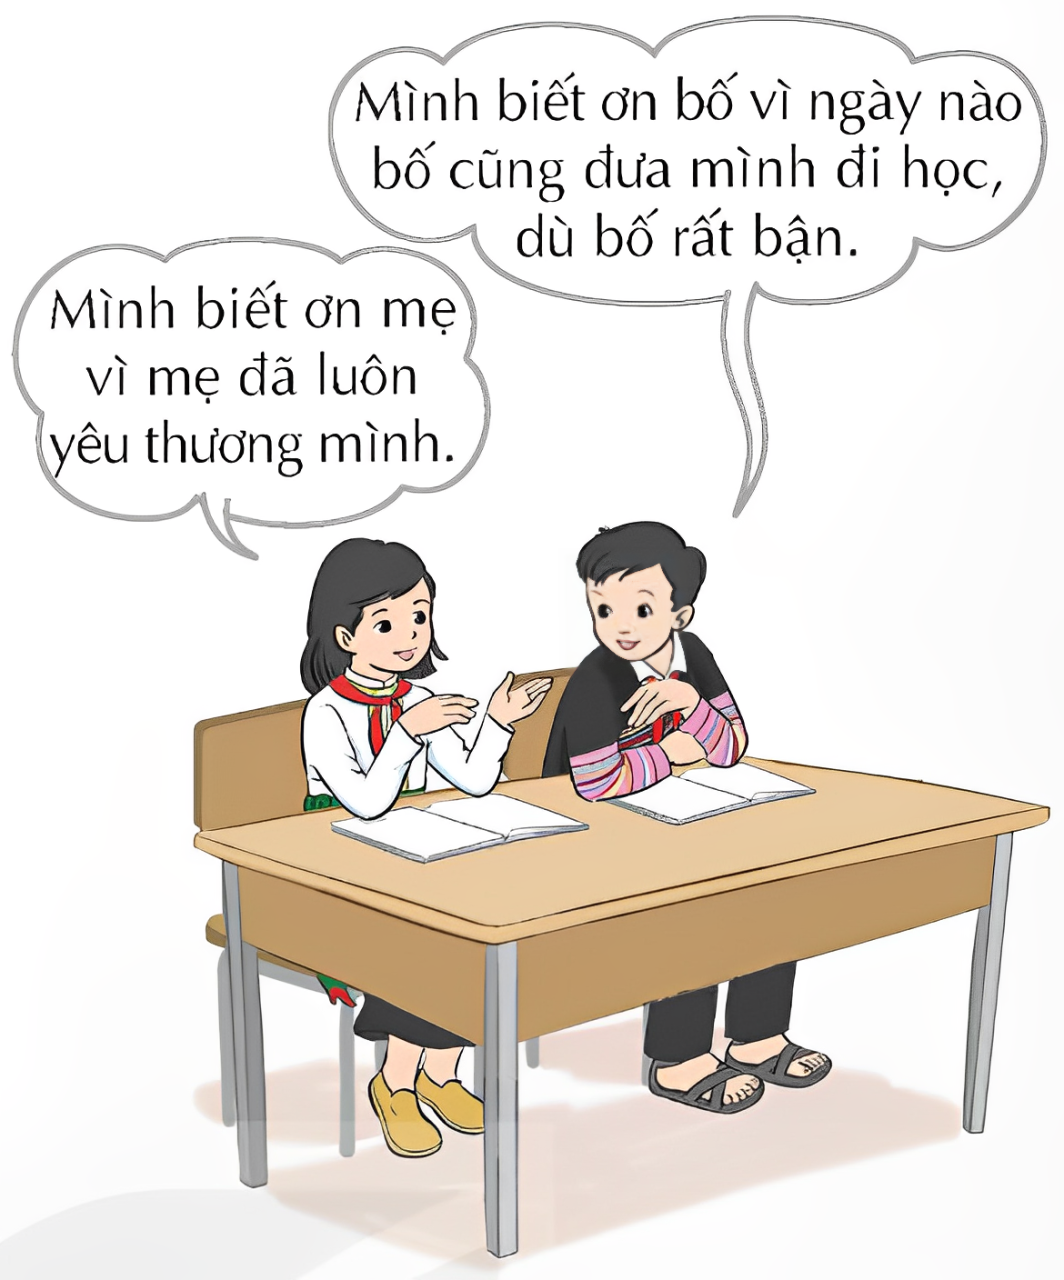 Mình biết ơn bố vì ngày nào
bố cũng đưa mình đi học,
dù bố rất bận.
Mình biết ơn mẹ
vì mẹ đã luôn
yêu thương mình.